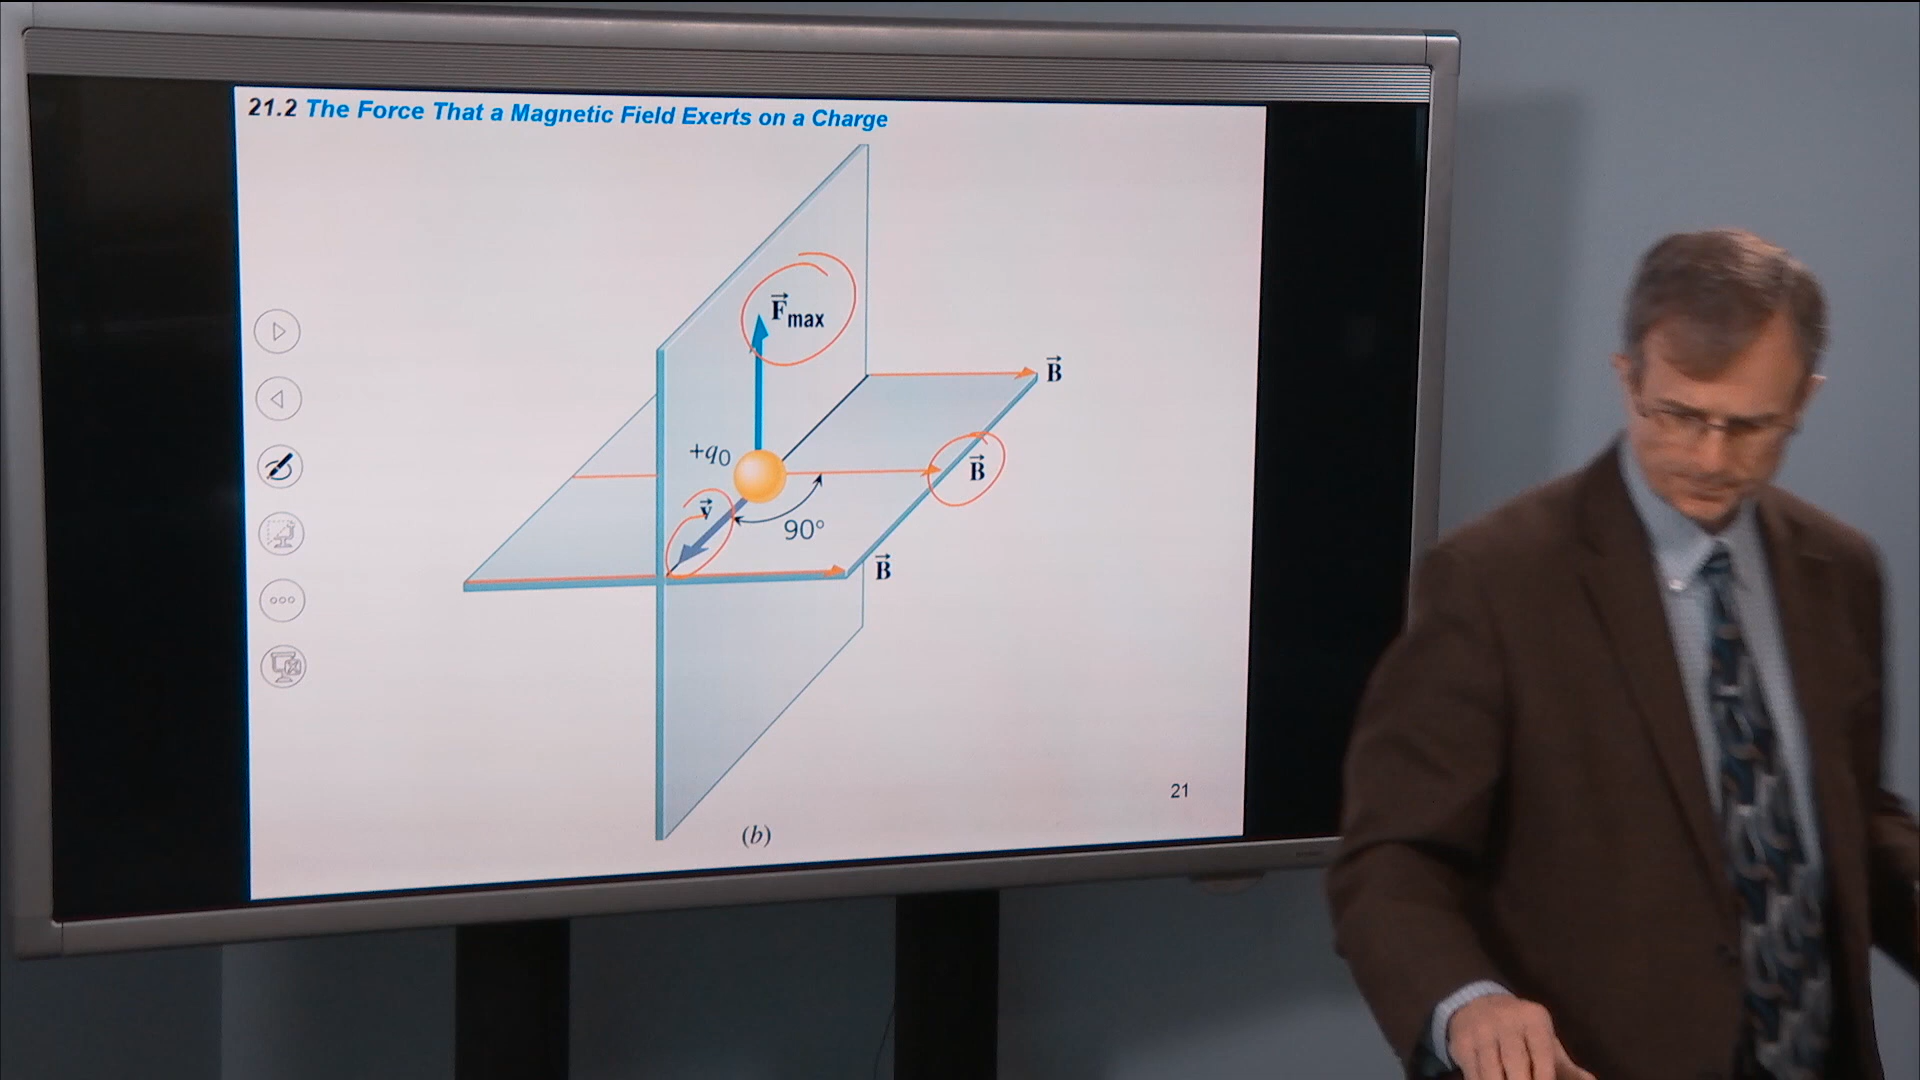 21.2 The Force That a Magnetic Field Exerts on a Charge
F⃗max
B⃗
+q0
B⃗
v⃗
90°
B⃗
21
(b)